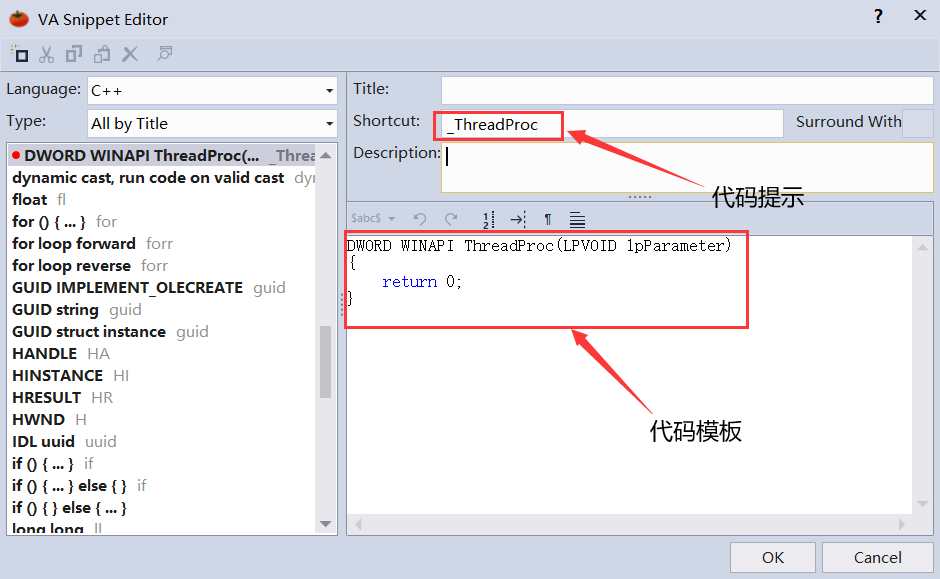 VA Snippet Editor
?
Language: C++
Type: All by Title
DWORD WINAPI ThreadProc(... _Threa
dynamic cast, run code on valid cast dyr
float fl
for () { ... } for
for loop forward forr
for loop reverse forr
GUID IMPLEMENT_OLECREATE guid
GUID string guid
GUID struct instance guid
HANDLE HA
HINSTANCE HI
HRESULT HR
HWND H
IDL uuid uuid
if () { ... } if
if () { ... } else { } if
if () { } else { ... }
long long ll
Title:
Shortcut: _ThreadProc Surround With
Description:
代码提示
$abc$
DWORD WINAPI ThreadProc(LPVOID lpParameter)
{
return 0;
}
代码模板
OK Cancel